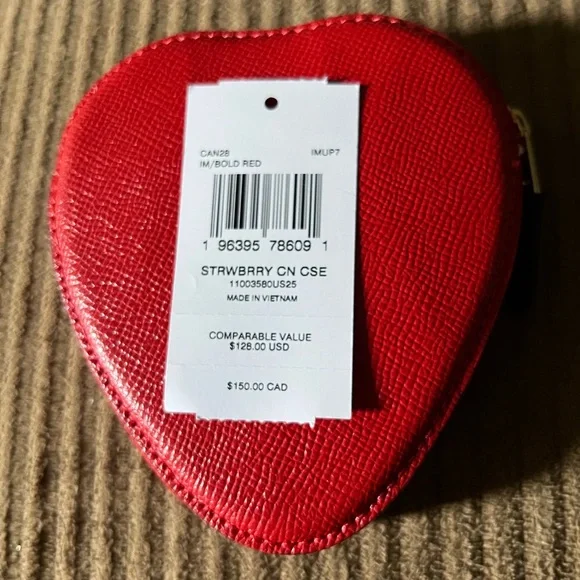 CAN28 IMUP7
IM/BOLD RED
1 96395 78609 1
STRWBRRY CN CSE
11003580US25
MADE IN VIETNAM
COMPARABLE VALUE
$128.00 USD
$150.00 CAD